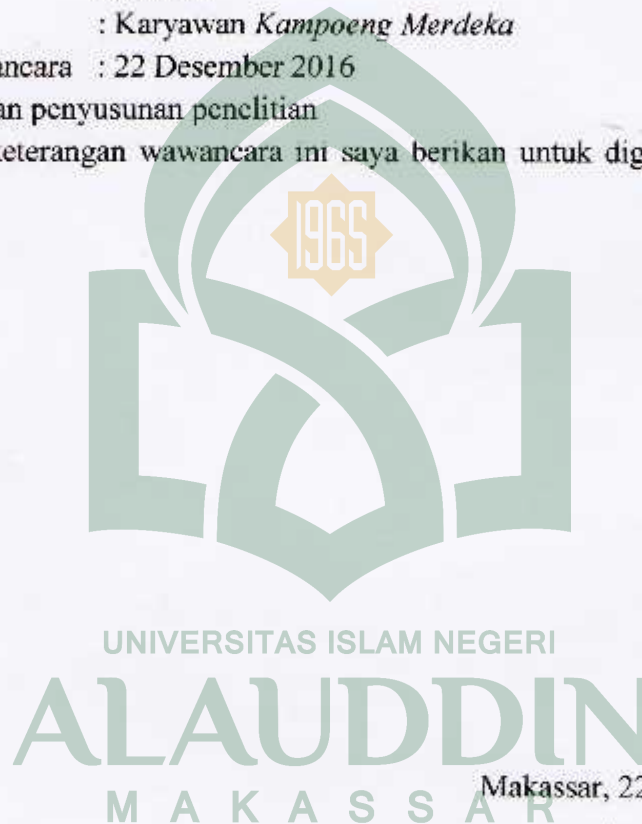 : Karyawan Kampoeng Merdeka
ancara : 22 Desember 2016
an penyusunan penelitian
keterangan wawancara ini saya berikan untuk dig
1965
UNIVERSITAS ISLAM NEGERI
ALAUDDIN
Makassar, 22
MAKASSAR